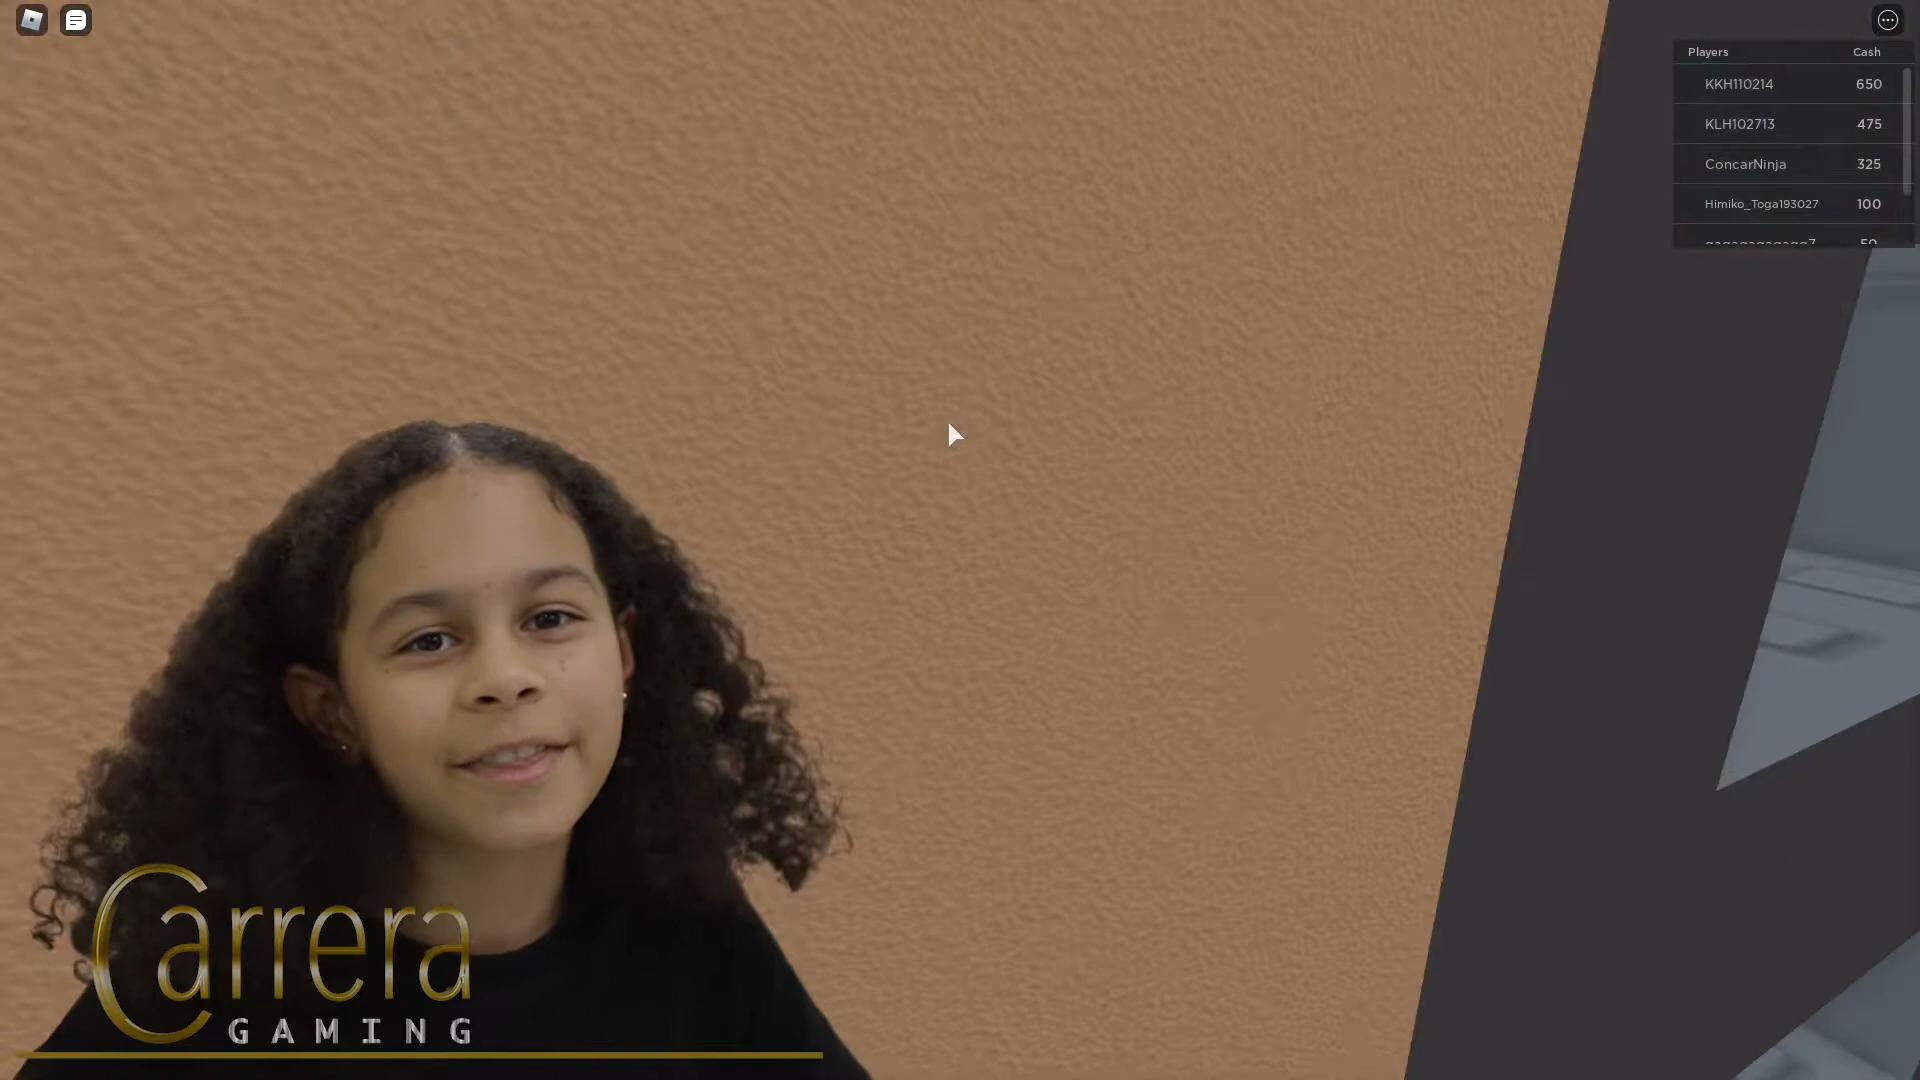 Players Cash
KKH110214 650
KLH102713 475
ConcarNinja 325
Himiko_Toga193027 100
Carrera
GAMING